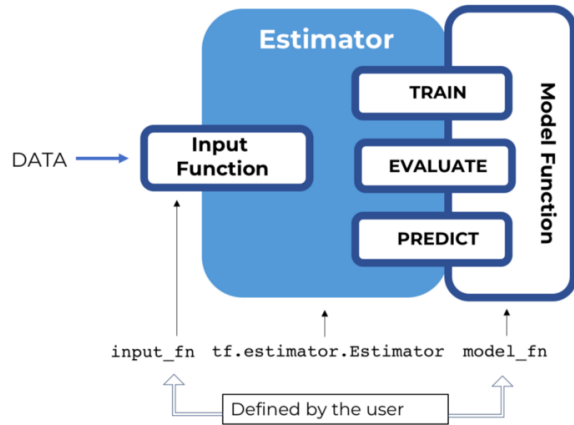 Estimator
TRAIN
Input
Function
DATA
EVALUATE
PREDICT
Model Function
input_fn tf.estimator.Estimator model_fn
Defined by the user